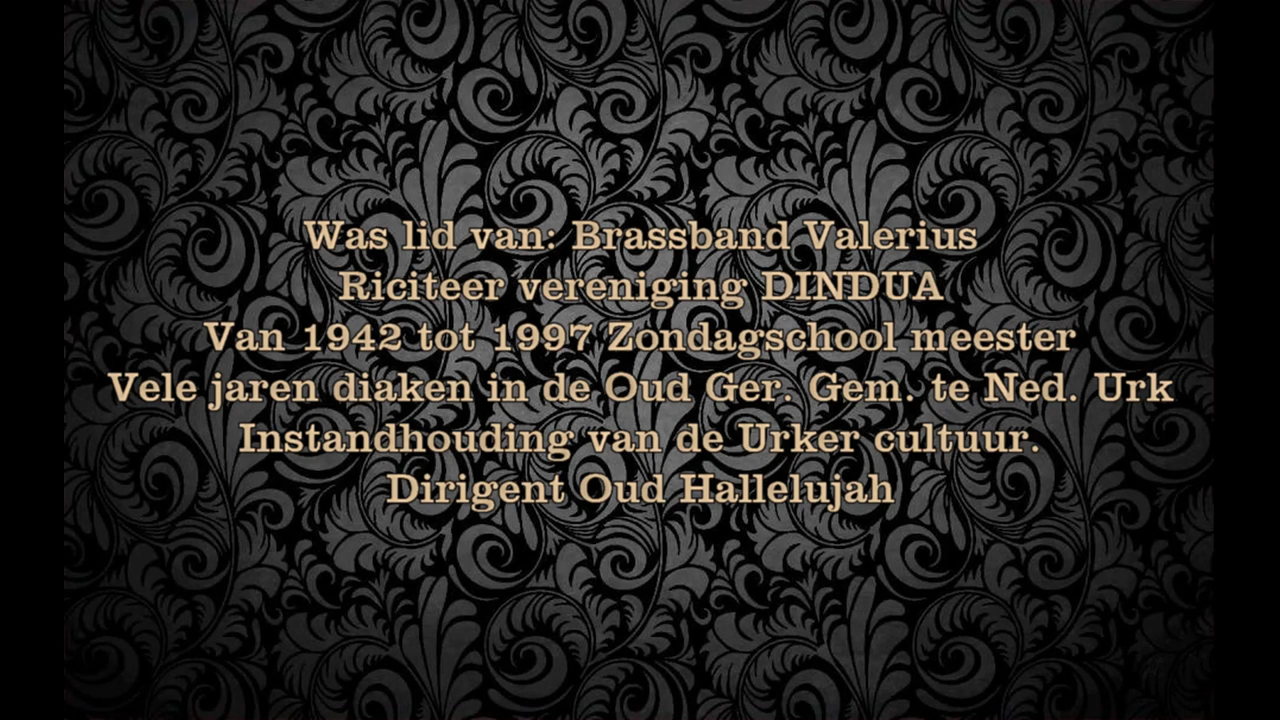 Was lid van: Brassband Valerius
Riciteer vereniging DINDUA
Van 1942 tot 1997 Zondagschool meester
Vele jaren diaken in de Oud Ger. Gem. te Ned. Urk
Instandhouding van de Urker cultuur.
Dirigent Oud Hallelujah